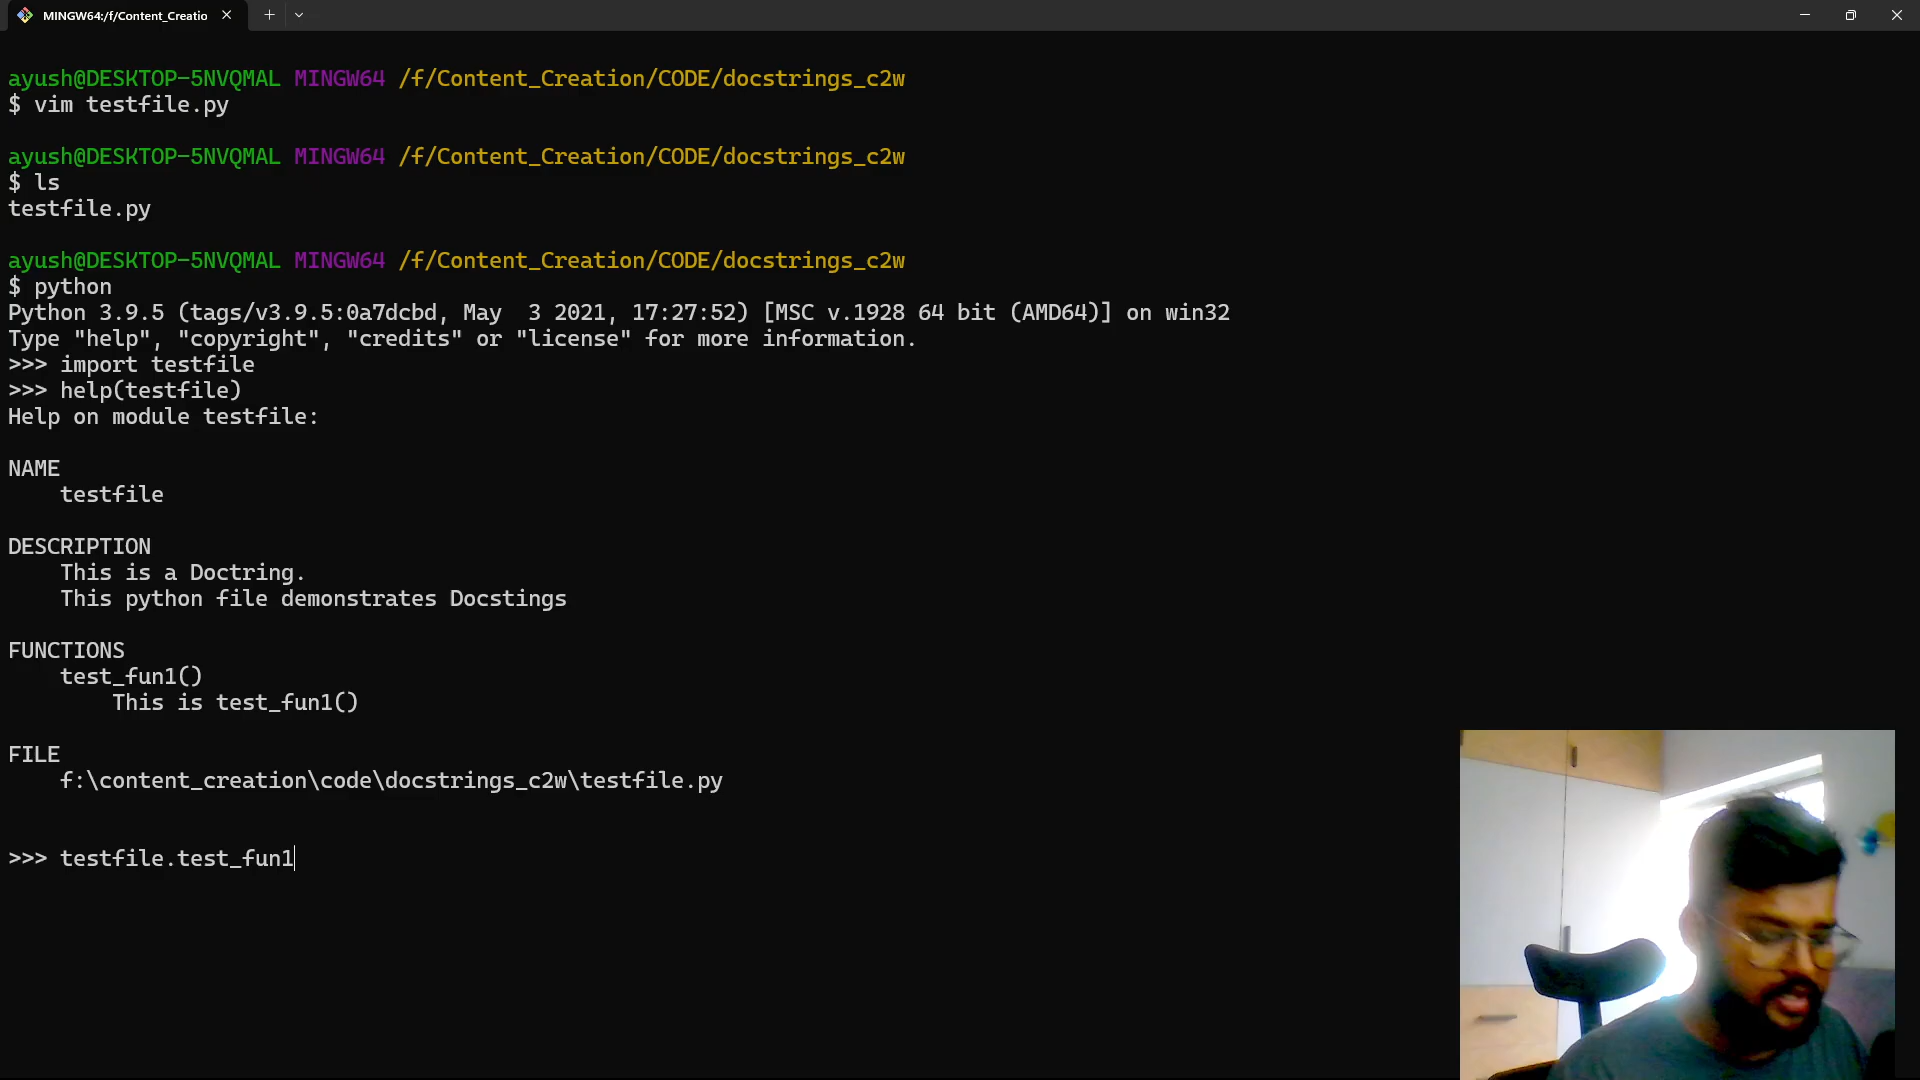 MINGW64:/f/Content_Creatio
ayush@DESKTOP-5NVQMAL MINGW64 /f/Content_Creation/CODE/docstrings_c2w
$ vim testfile.py
ayush@DESKTOP-5NVQMAL MINGW64 /f/Content_Creation/CODE/docstrings_c2w
$ ls
testfile.py
ayush@DESKTOP-5NVQMAL MINGW64 /f/Content_Creation/CODE/docstrings_c2w
$ python
Python 3.9.5 (tags/v3.9.5:0a7dcbd, May  3 2021, 17:27:52) [MSC v.1928 64 bit (AMD64)] on win32
Type "help", "copyright", "credits" or "license" for more information.
>>> import testfile
>>> help(testfile)
Help on module testfile:
NAME
testfile
DESCRIPTION
This is a Doctring.
This python file demonstrates Docstings
FUNCTIONS
test_fun1()
This is test_fun1()
FILE
f:\content_creation\code\docstrings_c2w\testfile.py
>>> testfile.test_fun1